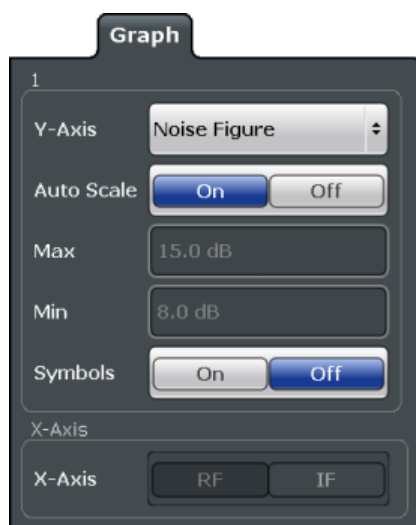 Graph
1
Y-Axis Noise Figure
Auto Scale On Off
Max 15.0 dB
Min 8.0 dB
Symbols On Off
X-Axis
X-Axis RF IF